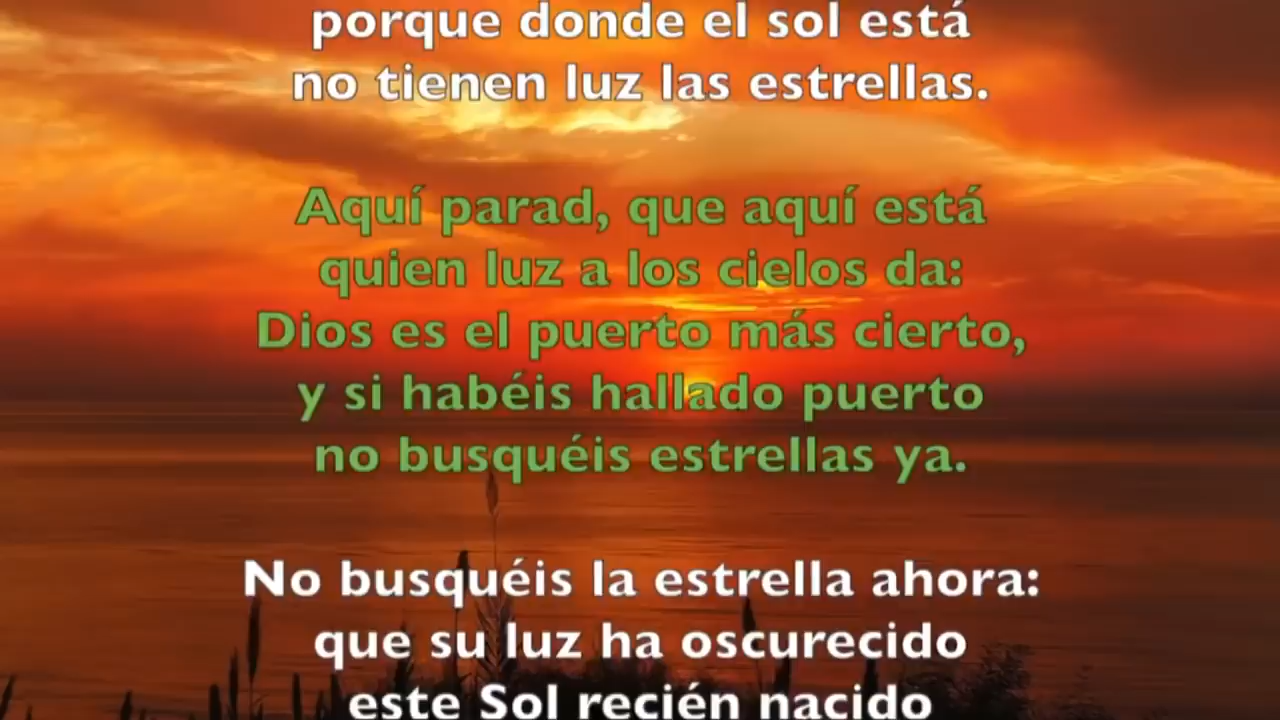 porque donde el sol está
no tienen luz las estrellas.
Aquí parad, que aquí está
quien luz a los cielos da:
Dios es el puerto más cierto,
y si habéis hallado puerto
no busquéis estrellas ya.
No busquéis la estrella ahora:
que su luz ha oscurecido
este Sol recién nacido